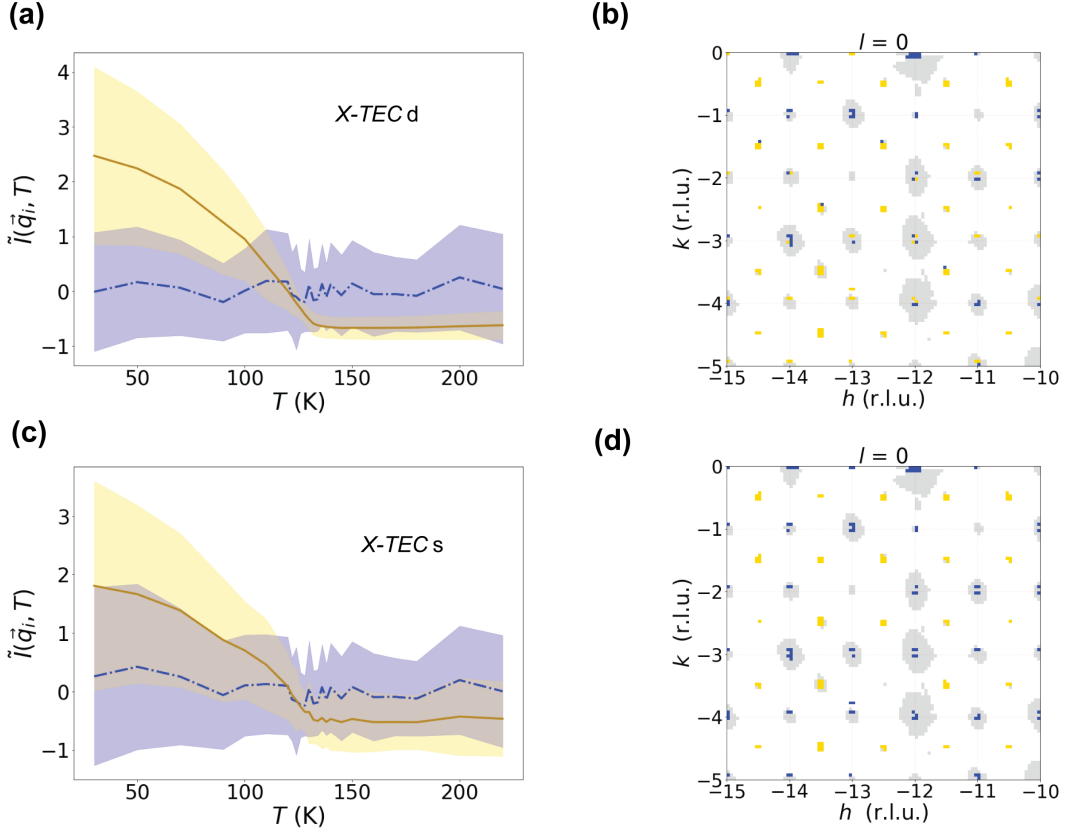 (a)
4
3
2
1
0
−1
Ĩ(q⃗ᵢ, T)
X-TEC d
50
100
150
200
T (K)
(b)
l = 0
0
−1
−2
−3
−4
−5
k (r.l.u.)
−15
−14
−13
−12
−11
−10
h (r.l.u.)
(c)
3
2
1
0
−1
Ĩ(q⃗ᵢ, T)
X-TEC s
50
100
150
200
T (K)
(d)
l = 0
0
−1
−2
−3
−4
−5
k (r.l.u.)
−15
−14
−13
−12
−11
−10
h (r.l.u.)